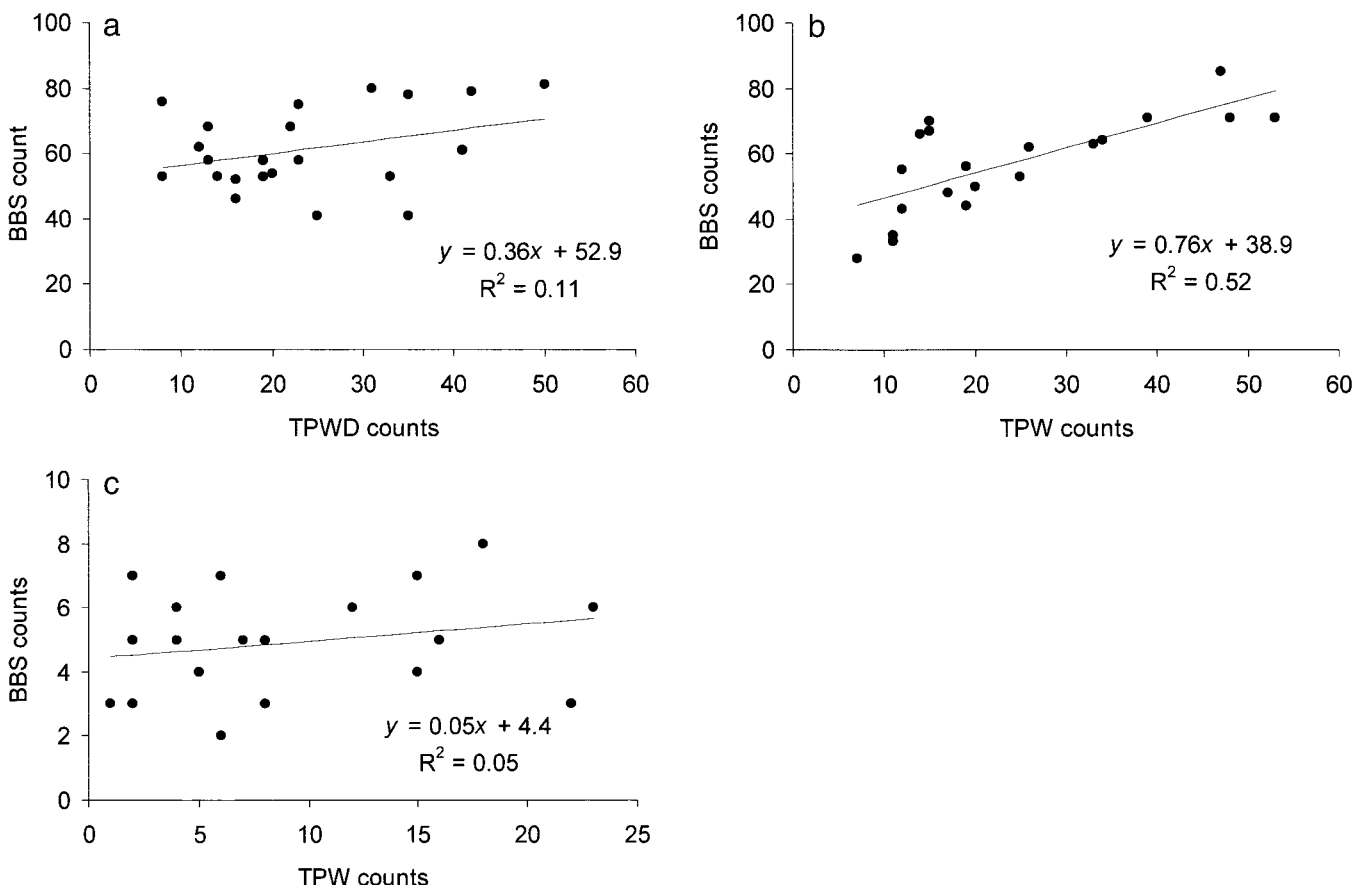 a
100
80
60
40
20
0
BBS count
y = 0.36x + 52.9
R² = 0.11
0 10 20 30 40 50 60
TPWD counts
b
100
80
60
40
20
0
BBS counts
y = 0.76x + 38.9
R² = 0.52
0 10 20 30 40 50 60
TPW counts
c
10
8
6
4
2
0
BBS counts
y = 0.05x + 4.4
R² = 0.05
0 5 10 15 20 25
TPW counts